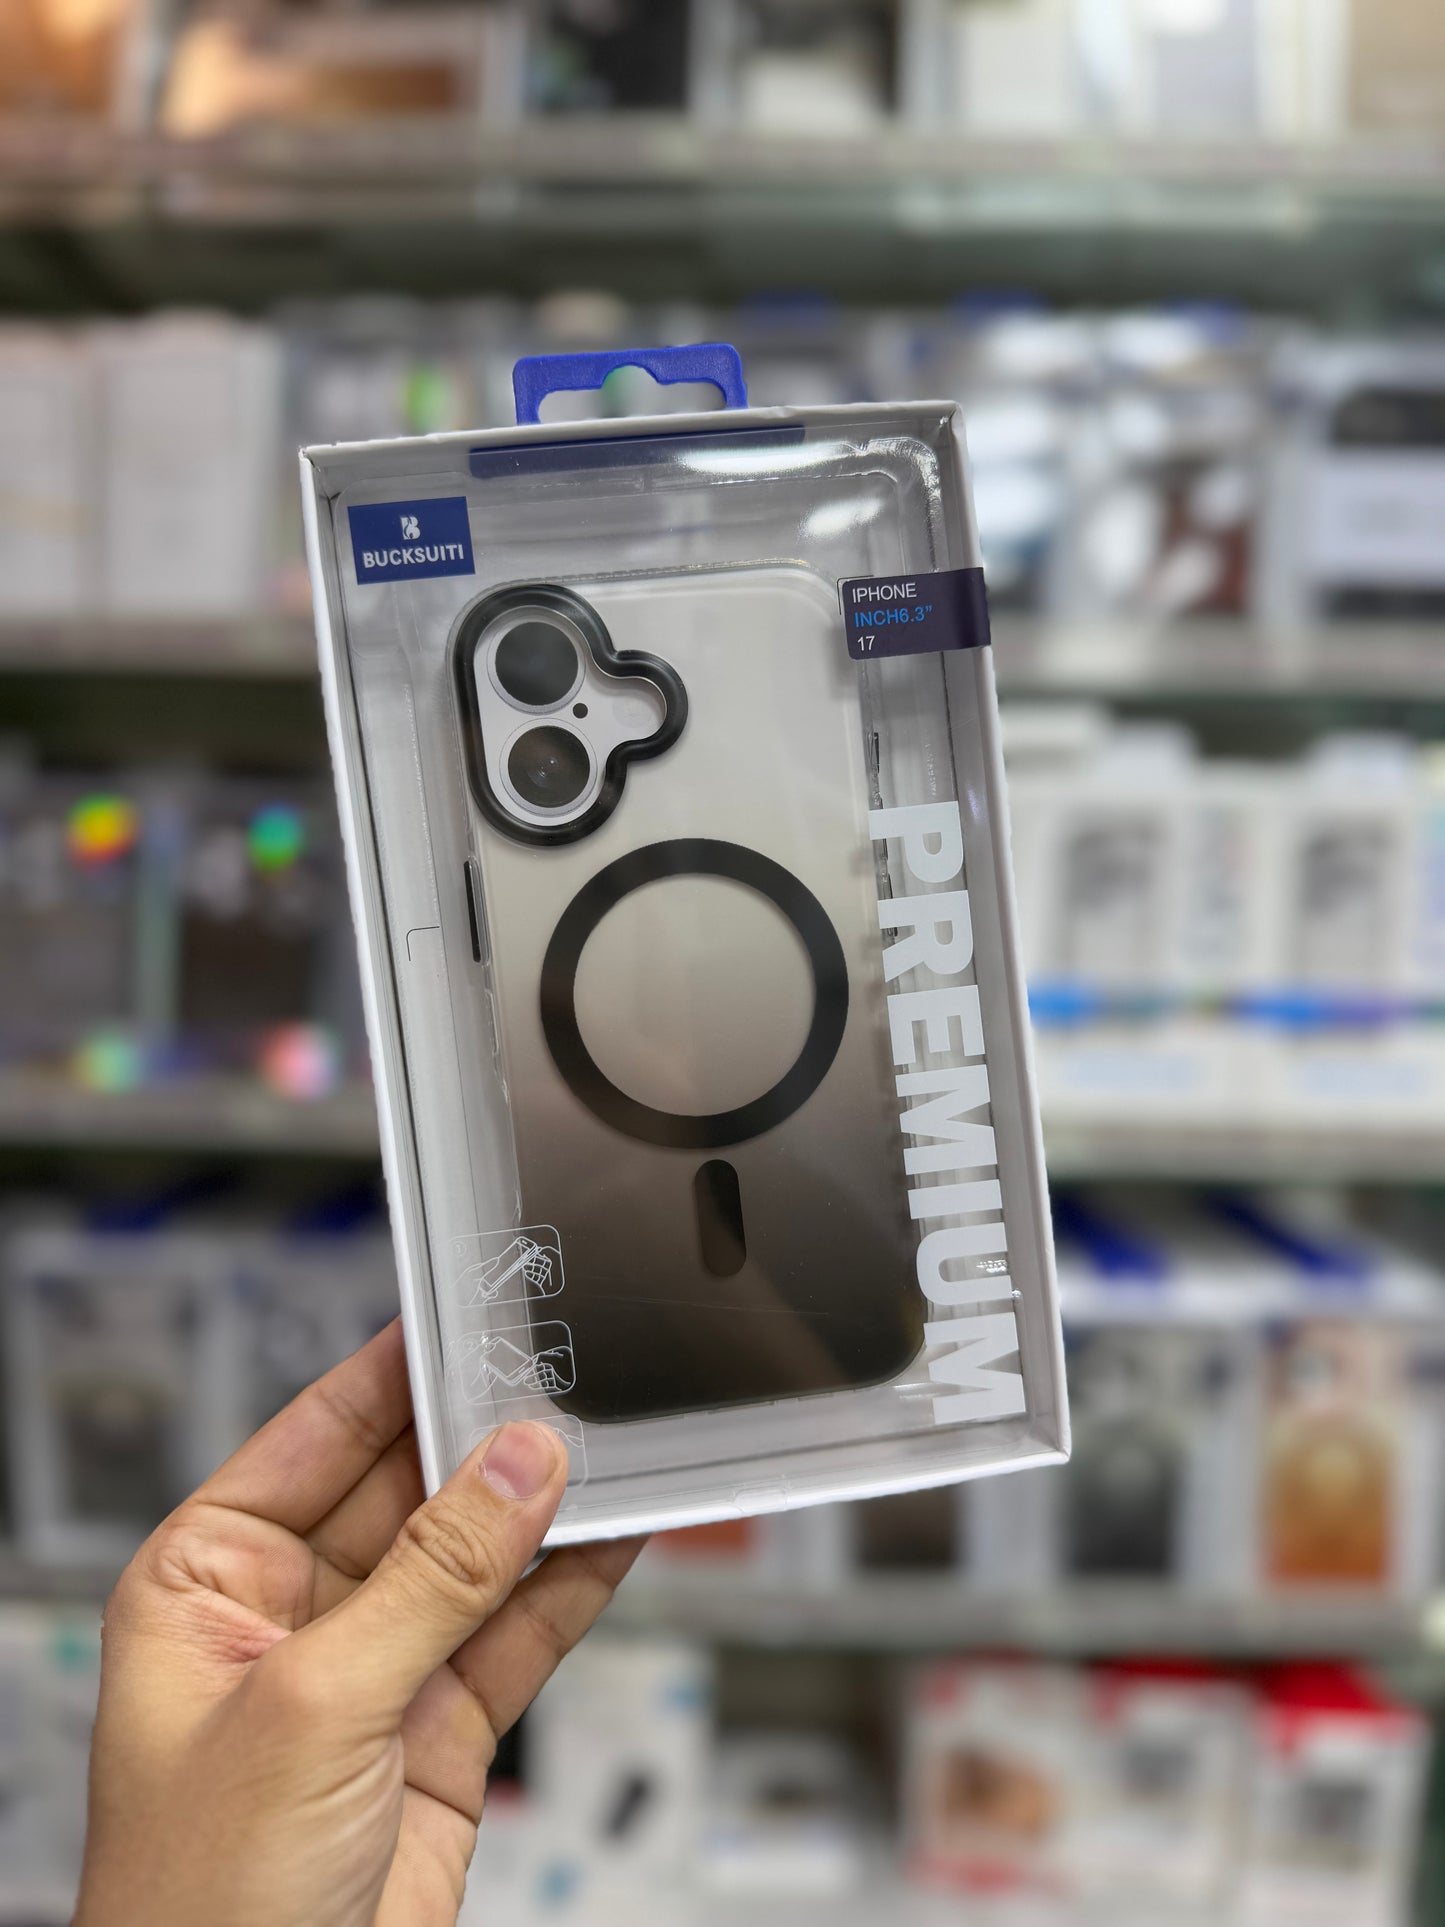 BUCKSUITI
IPHONE
INCH6.3"
17
PREMIUM